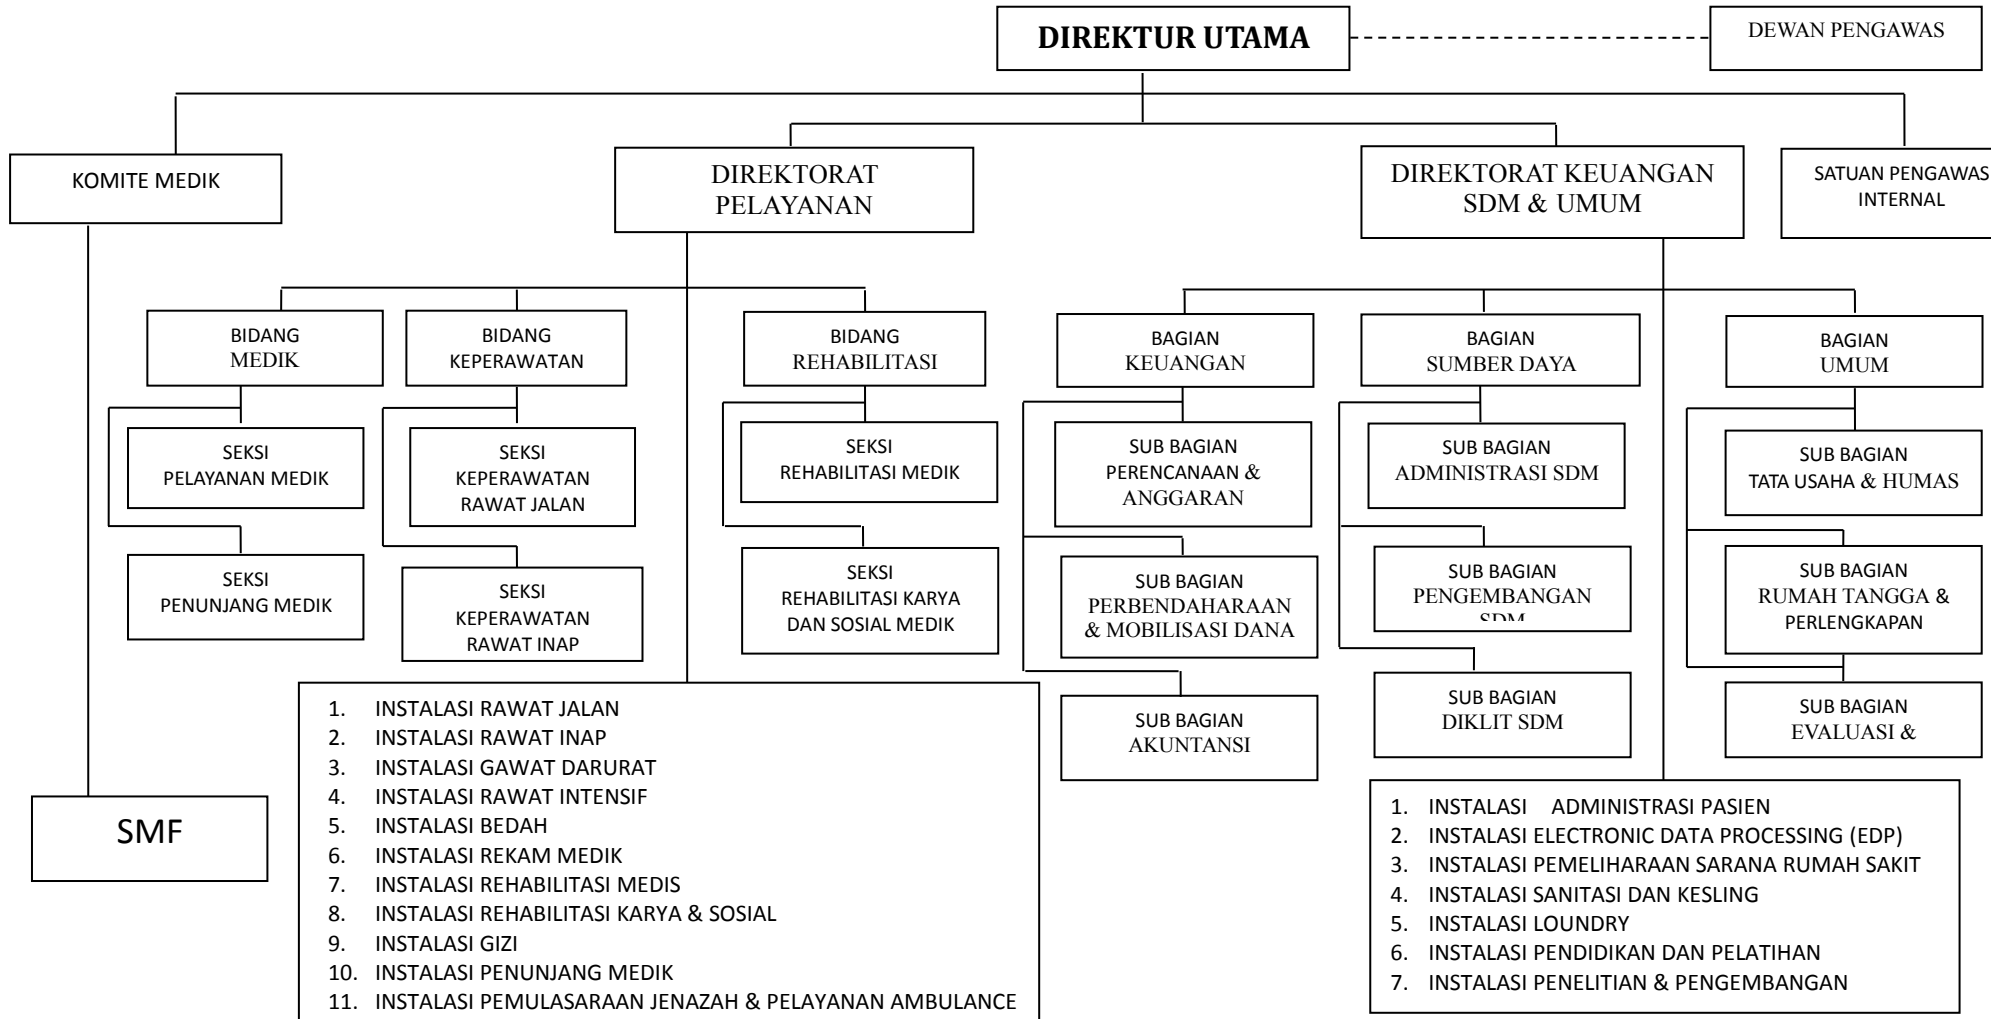 DIREKTUR UTAMA
DEWAN PENGAWAS
KOMITE MEDIK
DIREKTORAT
PELAYANAN
DIREKTORAT KEUANGAN
SDM & UMUM
SATUAN PENGAWAS
INTERNAL
BIDANG
MEDIK
BIDANG
KEPERAWATAN
BIDANG
REHABILITASI
BAGIAN
KEUANGAN
BAGIAN
SUMBER DAYA
BAGIAN
UMUM
SEKSI
PELAYANAN MEDIK
SEKSI
KEPERAWATAN
RAWAT JALAN
SEKSI
REHABILITASI MEDIK
SUB BAGIAN
PERENCANAAN &
ANGGARAN
SUB BAGIAN
ADMINISTRASI SDM
SUB BAGIAN
TATA USAHA & HUMAS
SEKSI
PENUNJANG MEDIK
SEKSI
KEPERAWATAN
RAWAT INAP
SEKSI
REHABILITASI KARYA
DAN SOSIAL MEDIK
SUB BAGIAN
PERBENDAHARAAN
& MOBILISASI DANA
SUB BAGIAN
PENGEMBANGAN
SDM
SUB BAGIAN
RUMAH TANGGA &
PERLENGKAPAN
SUB BAGIAN
AKUNTANSI
SUB BAGIAN
DIKLIT SDM
SUB BAGIAN
EVALUASI &
SMF
1. INSTALASI RAWAT JALAN
2. INSTALASI RAWAT INAP
3. INSTALASI GAWAT DARURAT
4. INSTALASI RAWAT INTENSIF
5. INSTALASI BEDAH
6. INSTALASI REKAM MEDIK
7. INSTALASI REHABILITASI MEDIS
8. INSTALASI REHABILITASI KARYA & SOSIAL
9. INSTALASI GIZI
10. INSTALASI PENUNJANG MEDIK
11. INSTALASI PEMULASARAAN JENAZAH & PELAYANAN AMBULANCE
1. INSTALASI ADMINISTRASI PASIEN
2. INSTALASI ELECTRONIC DATA PROCESSING (EDP)
3. INSTALASI PEMELIHARAAN SARANA RUMAH SAKIT
4. INSTALASI SANITASI DAN KESLING
5. INSTALASI LOUNDRY
6. INSTALASI PENDIDIKAN DAN PELATIHAN
7. INSTALASI PENELITIAN & PENGEMBANGAN